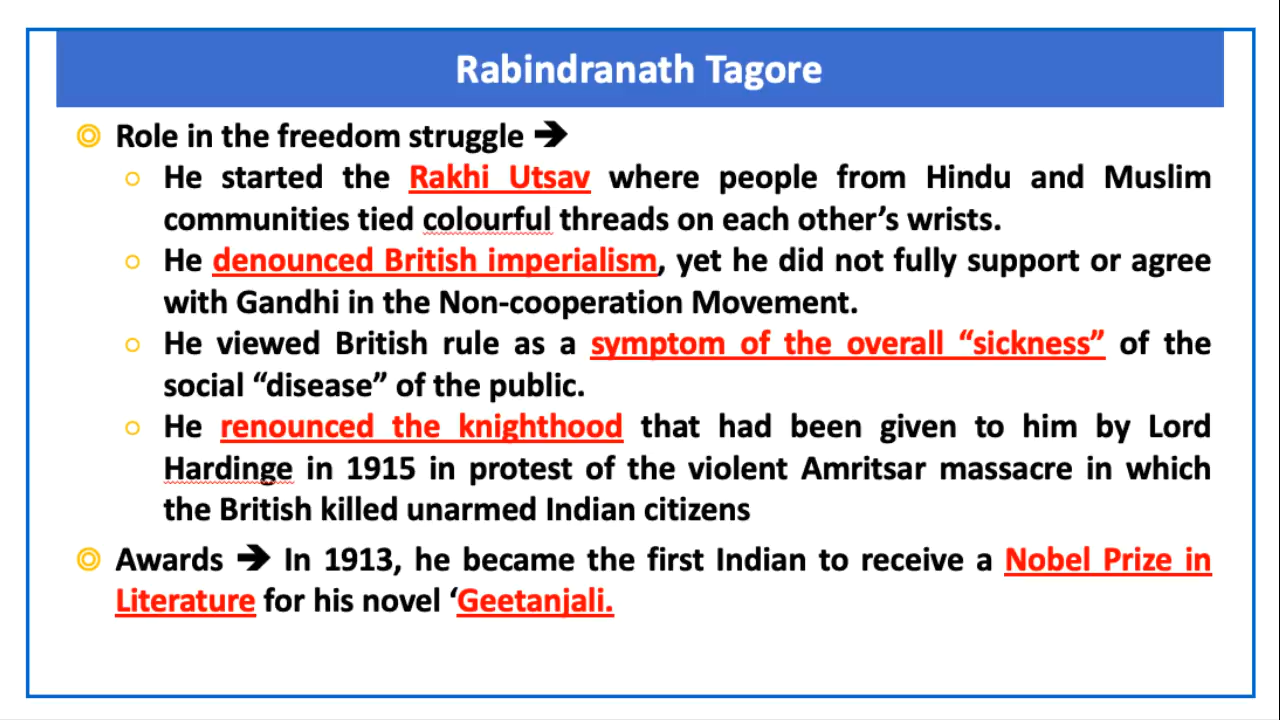 Rabindranath Tagore
Role in the freedom struggle ➔
He started the Rakhi Utsav where people from Hindu and Muslim
communities tied colourful threads on each other’s wrists.
He denounced British imperialism, yet he did not fully support or agree
with Gandhi in the Non-cooperation Movement.
He viewed British rule as a symptom of the overall “sickness” of the
social “disease” of the public.
He renounced the knighthood that had been given to him by Lord
Hardinge in 1915 in protest of the violent Amritsar massacre in which
the British killed unarmed Indian citizens
Awards ➔ In 1913, he became the first Indian to receive a Nobel Prize in
Literature for his novel ‘Geetanjali.